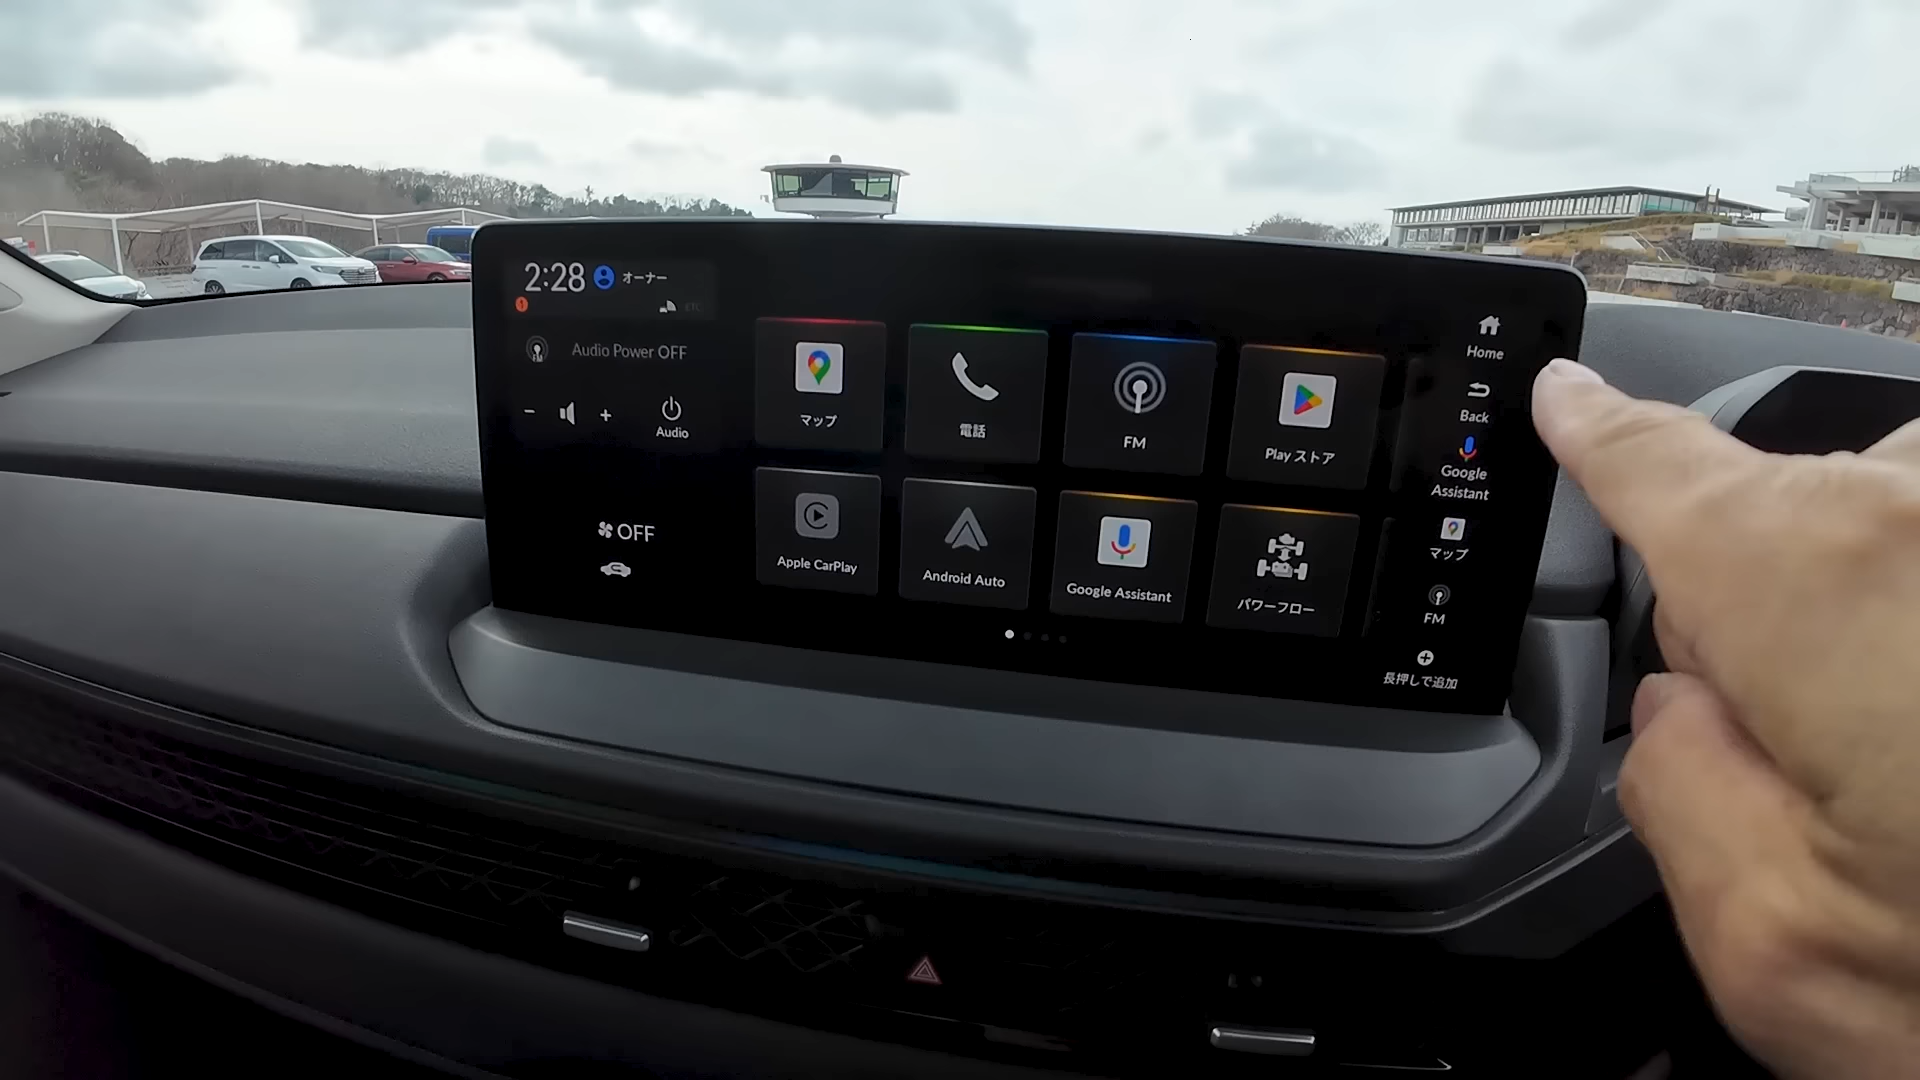 2:28 オーナー
ETC
FM
Audio Power OFF
− +
Audio
OFF
マップ
電話
FM
Play ストア
Apple CarPlay
Android Auto
Google Assistant
パワーフロー
Home
Back
Google
Assistant
マップ
FM
長押しで追加